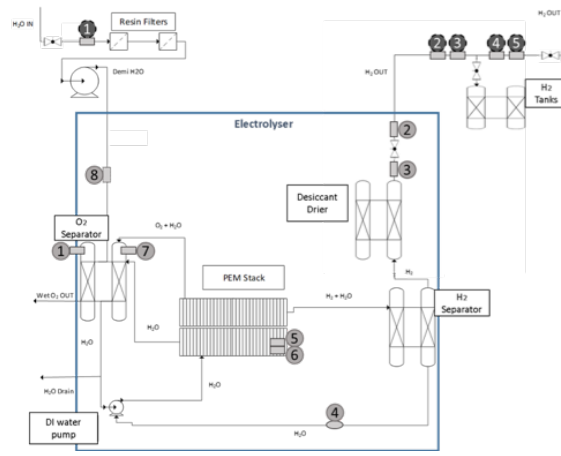 H₂O IN
1
Resin Filters
Demi H2O
H₂ OUT
2
3
4
5
H₂ OUT
H2
Tanks
Electrolyser
2
3
8
Desiccant
Drier
O2
Separator
1
7
O₂ + H₂O
PEM Stack
H₂
H₂ + H₂O
H2
Separator
Wet O₂ OUT
H₂O
H₂O
5
6
H₂O
H₂O Drain
DI water
pump
4
H₂O